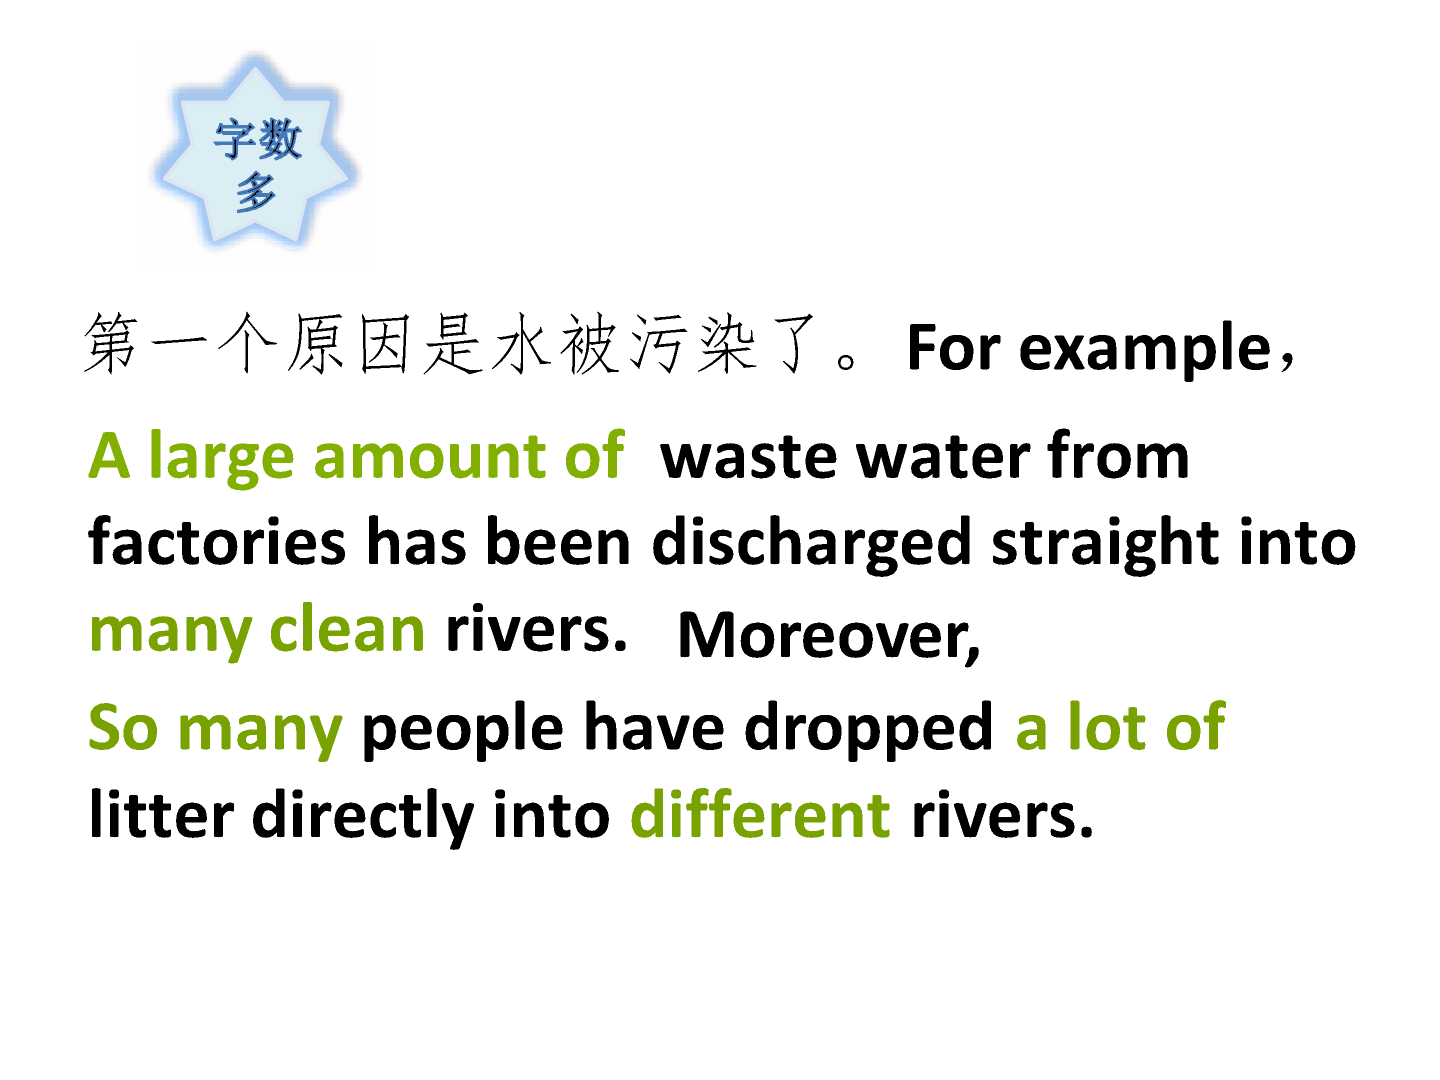 字数
多
第一个原因是水被污染了。 For example，
A large amount of waste water from
factories has been discharged straight into
many clean rivers. Moreover,
So many people have dropped a lot of
litter directly into different rivers.